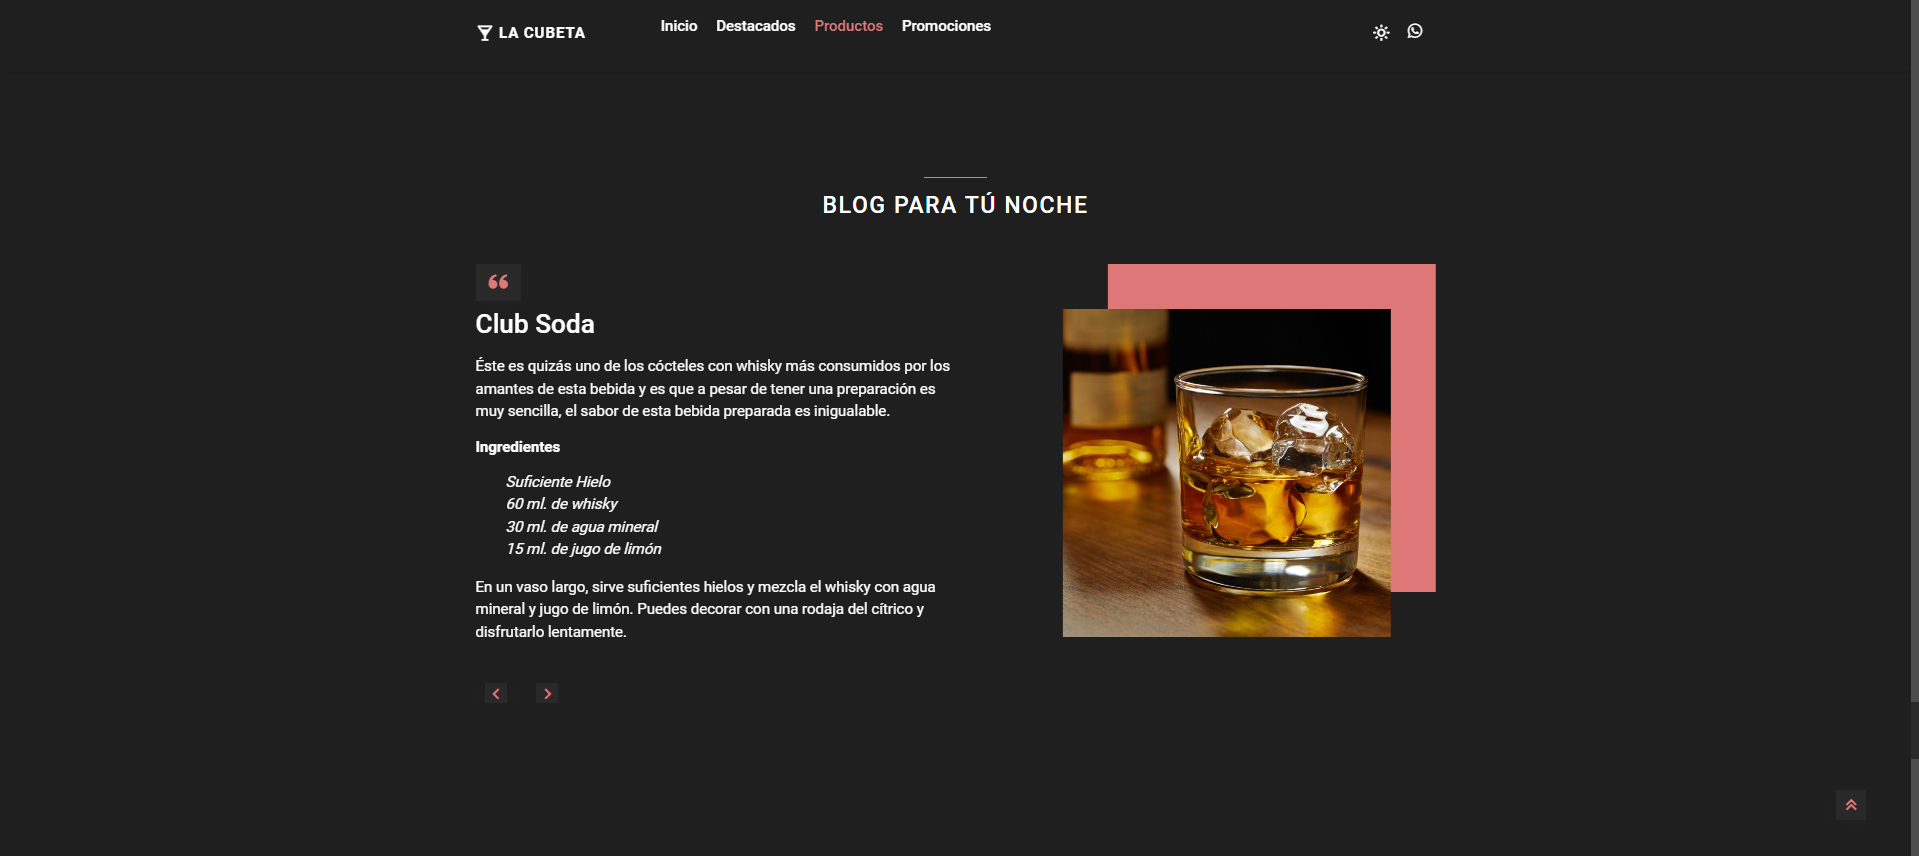 LA CUBETA
Inicio Destacados Productos Promociones
BLOG PARA TÚ NOCHE
Club Soda
Éste es quizás uno de los cócteles con whisky más consumidos por los
amantes de esta bebida y es que a pesar de tener una preparación es
muy sencilla, el sabor de esta bebida preparada es inigualable.
Ingredientes
Suficiente Hielo
60 ml. de whisky
30 ml. de agua mineral
15 ml. de jugo de limón
En un vaso largo, sirve suficientes hielos y mezcla el whisky con agua
mineral y jugo de limón. Puedes decorar con una rodaja del cítrico y
disfrutarlo lentamente.